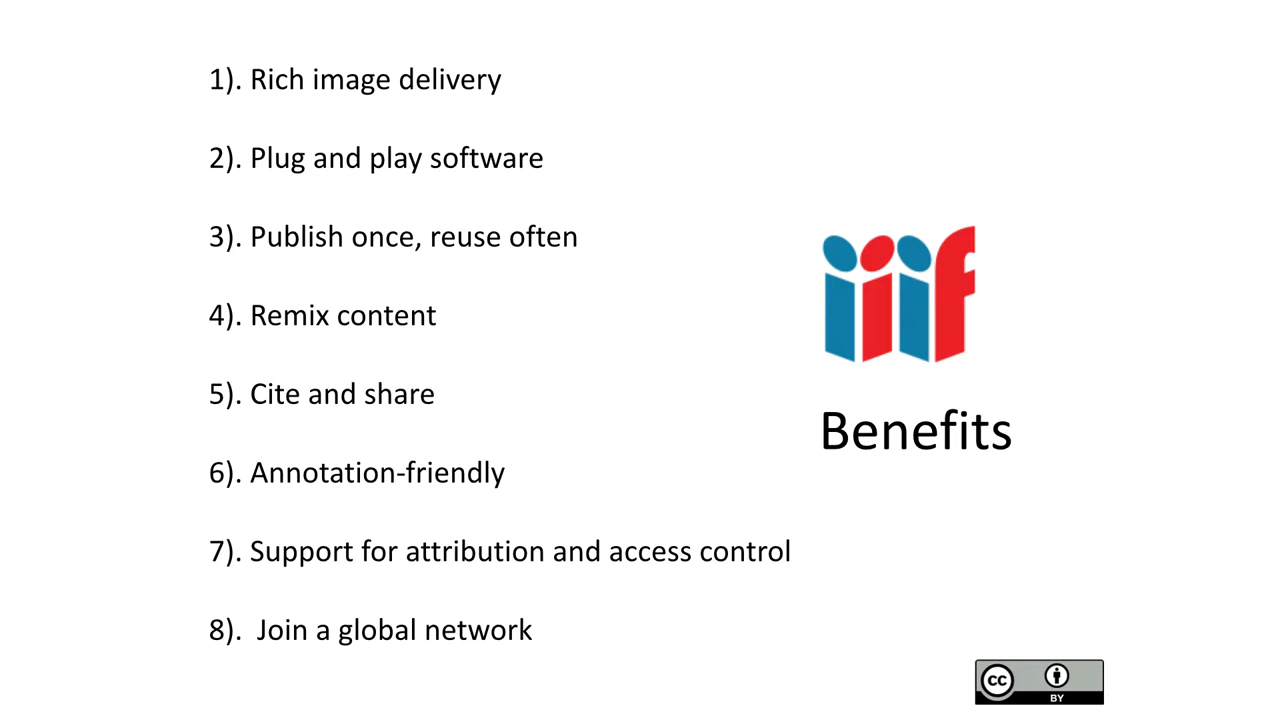 1). Rich image delivery
2). Plug and play software
3). Publish once, reuse often
4). Remix content
5). Cite and share
6). Annotation-friendly
7). Support for attribution and access control
8).  Join a global network
iiif
Benefits
cc
BY